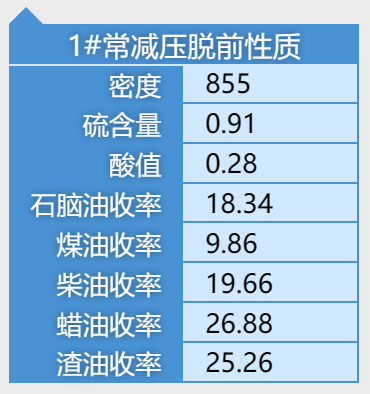 1#常减压脱前性质
密度 855
硫含量 0.91
酸值 0.28
石脑油收率 18.34
煤油收率 9.86
柴油收率 19.66
蜡油收率 26.88
渣油收率 25.26